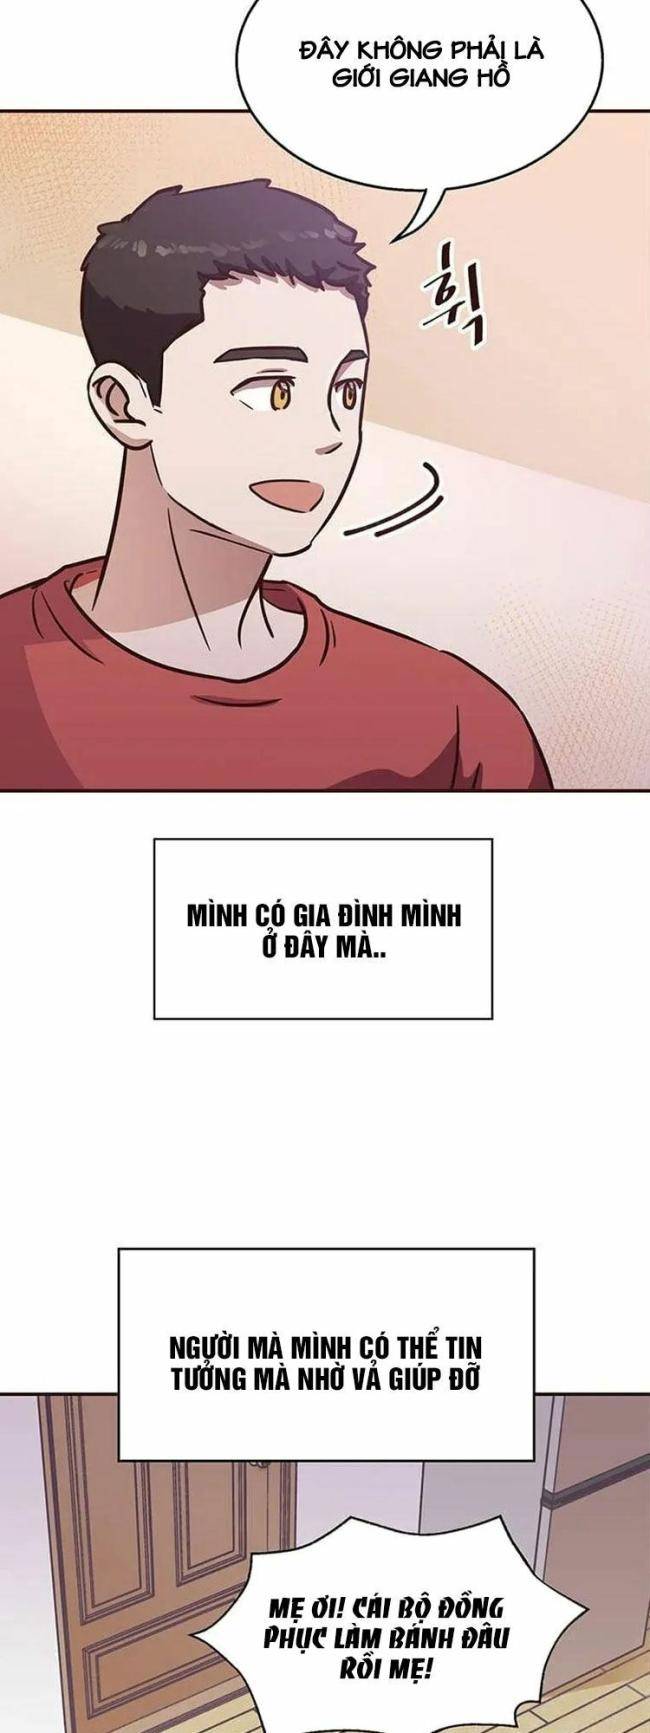 ĐÂY KHÔNG PHẢI LÀ
GIỚI GIANG HỒ
휙
MÌNH CÓ GIA ĐÌNH MÌNH
Ở ĐÂY MÀ..
NGƯỜI MÀ MÌNH CÓ THỂ TIN
TƯỞNG MÀ NHỜ VẢ GIÚP ĐỠ
MẸ ƠI! CÁI BỘ ĐỒNG
PHỤC LÀM BÁNH ĐÂU
RỒI MẸ!